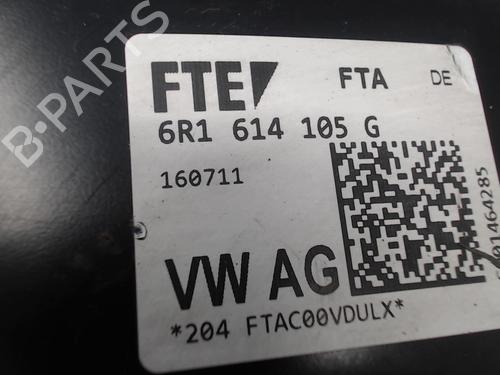 FTE FTA DE
6R1 614 105 G
160711
VW AG
*204 FTAC00VDULX*
01464285
B-PARTS